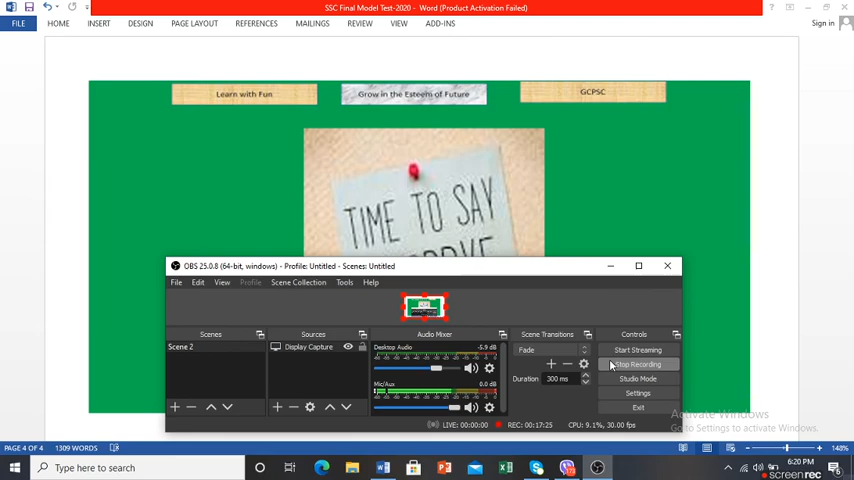 SSC Final Model Test-2020 - Word (Product Activation Failed)
FILE HOME INSERT DESIGN PAGE LAYOUT REFERENCES MAILINGS REVIEW VIEW ADD-INS Sign in
Learn with Fun
Grow in the Esteem of Future
GCPSC
TIME TO SAY
OBS 25.0.8 (64-bit, windows) - Profile: Untitled - Scenes: Untitled
File Edit View Profile Scene Collection Tools Help
Scenes Sources Audio Mixer Scene Transitions Controls
Scene 2
Display Capture
Desktop Audio -5.9 dB
Mic/Aux 0.0 dB
Fade
Duration 300 ms
Start Streaming
Stop Recording
Studio Mode
Settings
Exit
LIVE: 00:00:00 REC: 00:17:25 CPU: 9.1%, 30.00 fps
Activate Windows
Go to Settings to activate Windows.
PAGE 4 OF 4 1309 WORDS 148%
Type here to search
6:20 PM
screenrec